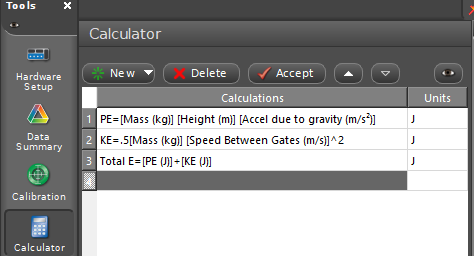 Tools
Calculator
Hardware
Setup
Data
Summary
Calibration
Calculator
New Delete Accept
Calculations Units
1 PE=[Mass (kg)] [Height (m)] [Accel due to gravity (m/s²)] J
2 KE=.5[Mass (kg)] [Speed Between Gates (m/s)]^2 J
3 Total E=[PE (J)]+[KE (J)] J
4